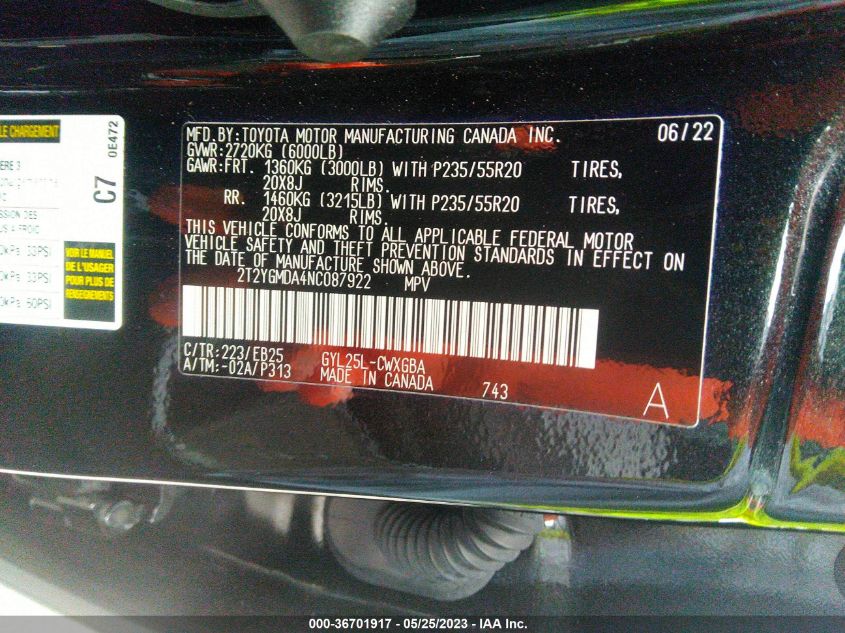 LE CHARGEMENT
C7
0E472
VOIR LE MANUEL
DE L'USAGER
POUR PLUS DE
RENSEIGNEMENTS
MFD.BY:TOYOTA MOTOR MANUFACTURING CANADA INC. 06/22
GVWR:2720KG (6000LB)
GAWR:FRT. 1360KG (3000LB) WITH P235/55R20 TIRES,
20X8J RIMS.
RR. 1460KG (3215LB) WITH P235/55R20 TIRES,
20X8J RIMS.
THIS VEHICLE CONFORMS TO ALL APPLICABLE FEDERAL MOTOR
VEHICLE SAFETY AND THEFT PREVENTION STANDARDS IN EFFECT ON
THE DATE OF MANUFACTURE SHOWN ABOVE.
2T2YGMDA4NC087922 MPV
C/TR:223/EB25 GYL25L-CWXGBA
A/TM:-02A/P313 MADE IN CANADA 743
A
000-36701917 - 05/25/2023 - IAA Inc.